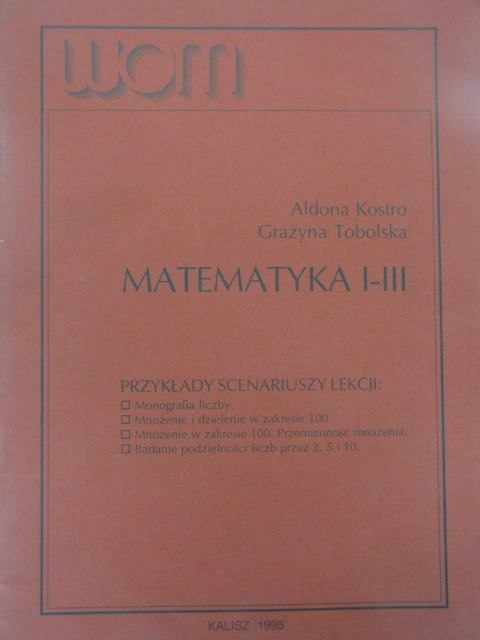 wom
Aldona Kostro
Grażyna Tobolska
MATEMATYKA I-III
PRZYKŁADY SCENARIUSZY LEKCJI:
☐ Monografia liczby.
☐ Mnożenie i dzielenie w zakresie 100.
☐ Mnożenie w zakresie 100. Przemienność mnożenia.
☐ Badanie podzielności liczb przez 2, 5 i 10.
KALISZ 1995